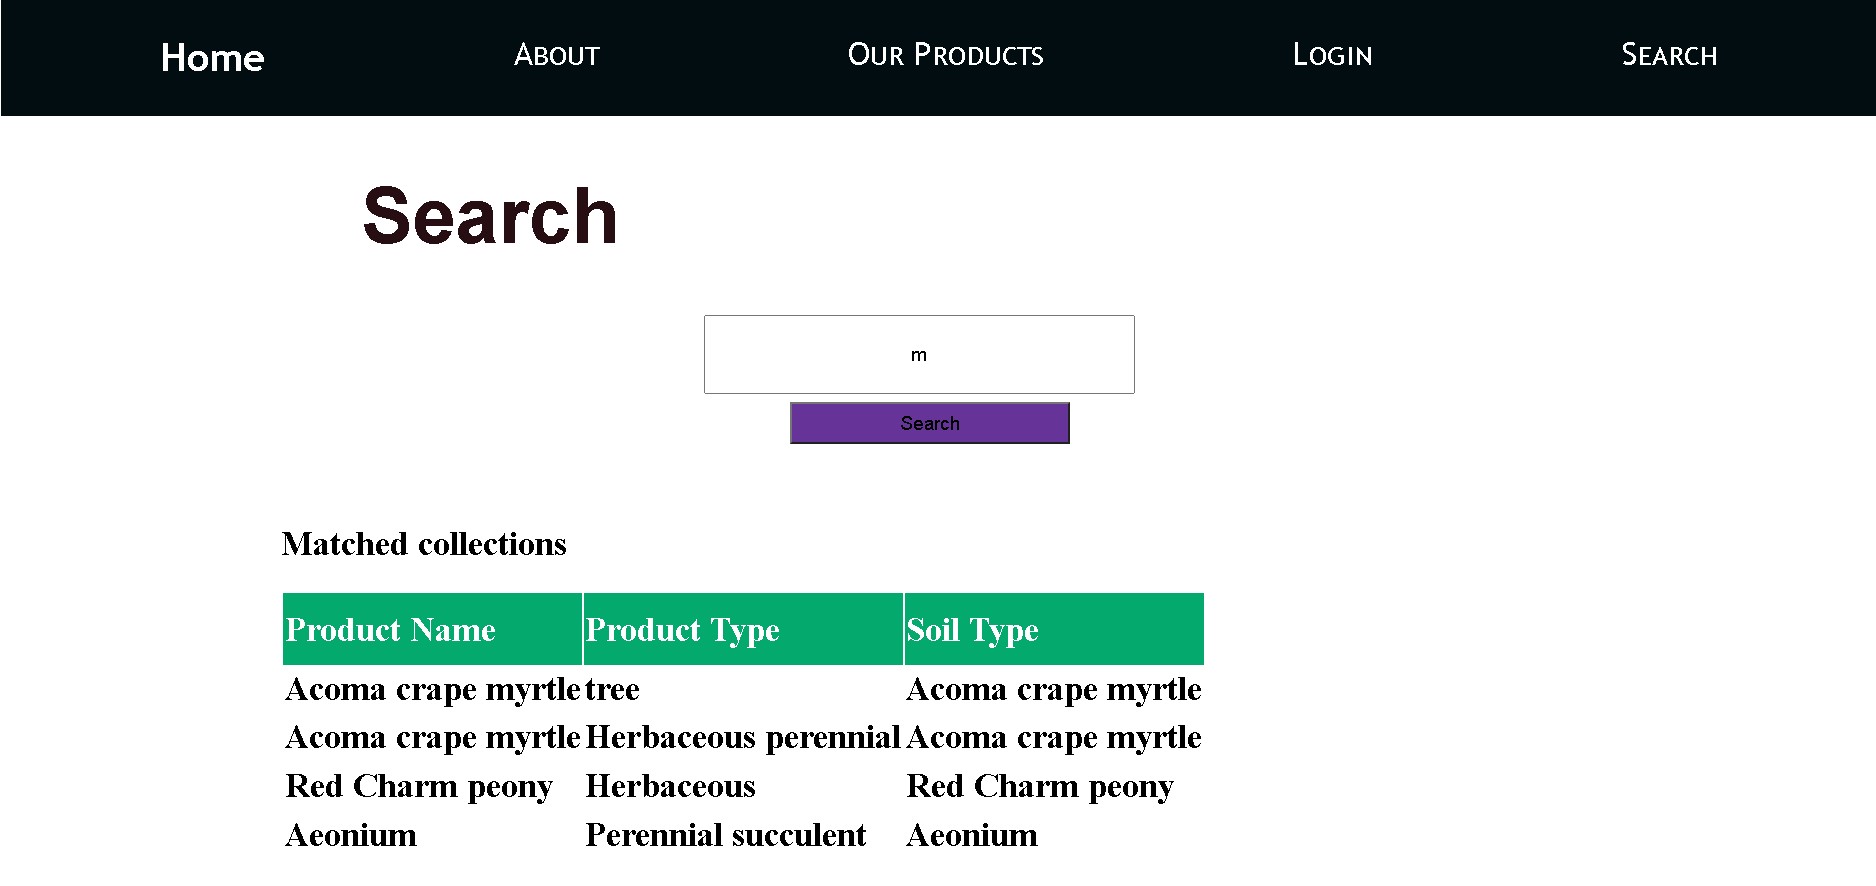 Home About Our Products Login Search
Search
m
Search
Matched collections
Product Name Product Type Soil Type
Acoma crape myrtle tree Acoma crape myrtle
Acoma crape myrtle Herbaceous perennial Acoma crape myrtle
Red Charm peony Herbaceous Red Charm peony
Aeonium Perennial succulent Aeonium